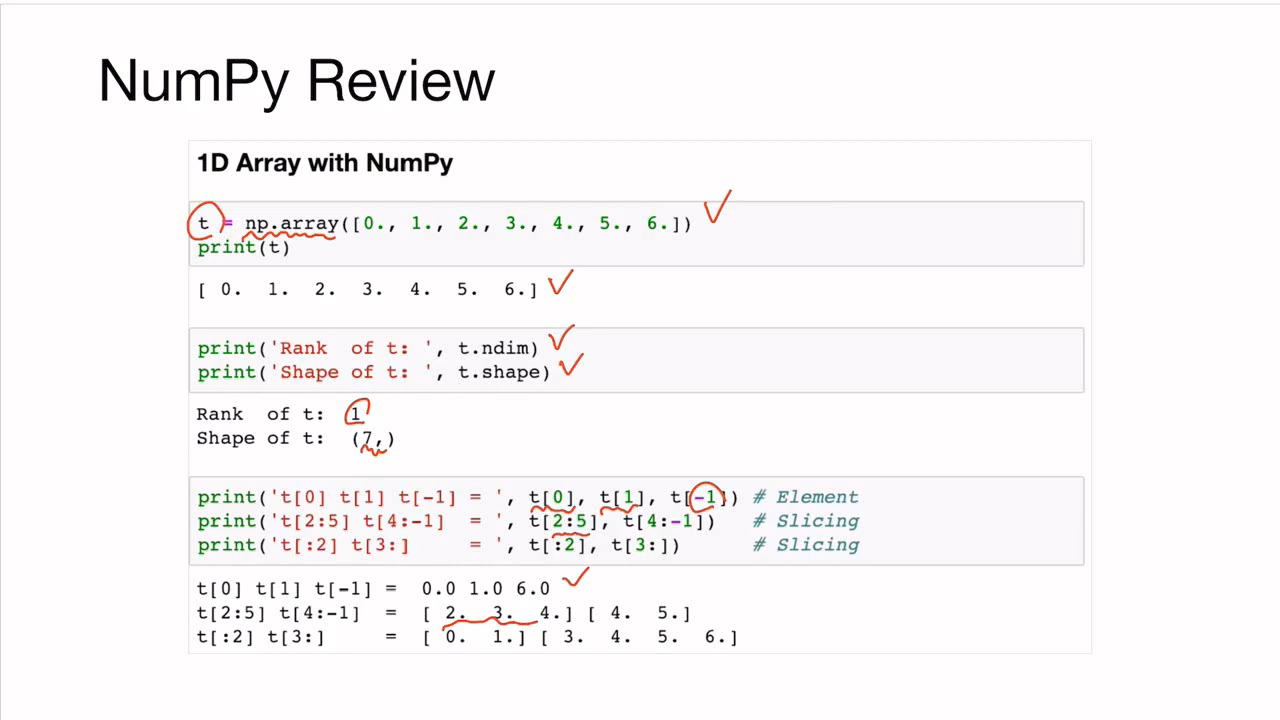 NumPy Review
1D Array with NumPy
t = np.array([0., 1., 2., 3., 4., 5., 6.])
print(t)
[ 0.  1.  2.  3.  4.  5.  6.]
print('Rank  of t: ', t.ndim)
print('Shape of t: ', t.shape)
Rank  of t:  1
Shape of t:  (7,)
print('t[0] t[1] t[-1] = ', t[0], t[1], t[-1]) # Element
print('t[2:5] t[4:-1]  = ', t[2:5], t[4:-1])   # Slicing
print('t[:2] t[3:]     = ', t[:2], t[3:])      # Slicing
t[0] t[1] t[-1] =  0.0 1.0 6.0
t[2:5] t[4:-1]  =  [ 2.  3.  4.] [ 4.  5.]
t[:2] t[3:]     =  [ 0.  1.] [ 3.  4.  5.  6.]